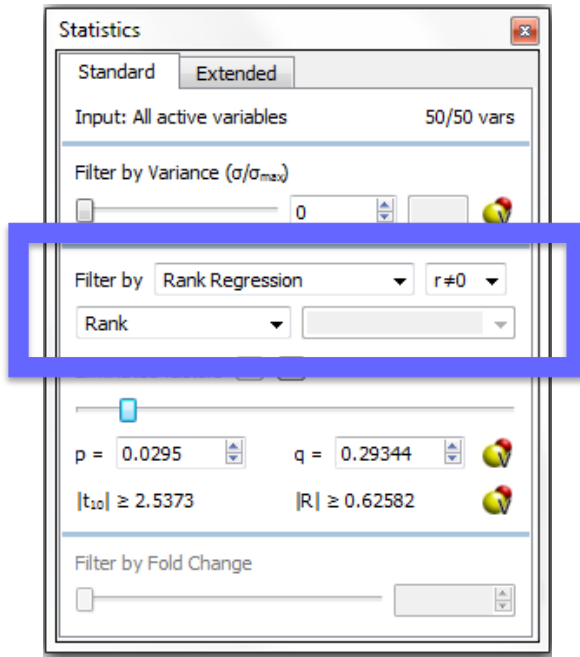 Statistics
Standard Extended
Input: All active variables 50/50 vars
Filter by Variance (σ/σmax)
0
Filter by Rank Regression r≠0
Rank
p = 0.0295 q = 0.29344
|t₁₀| ≥ 2.5373 |R| ≥ 0.62582
Filter by Fold Change